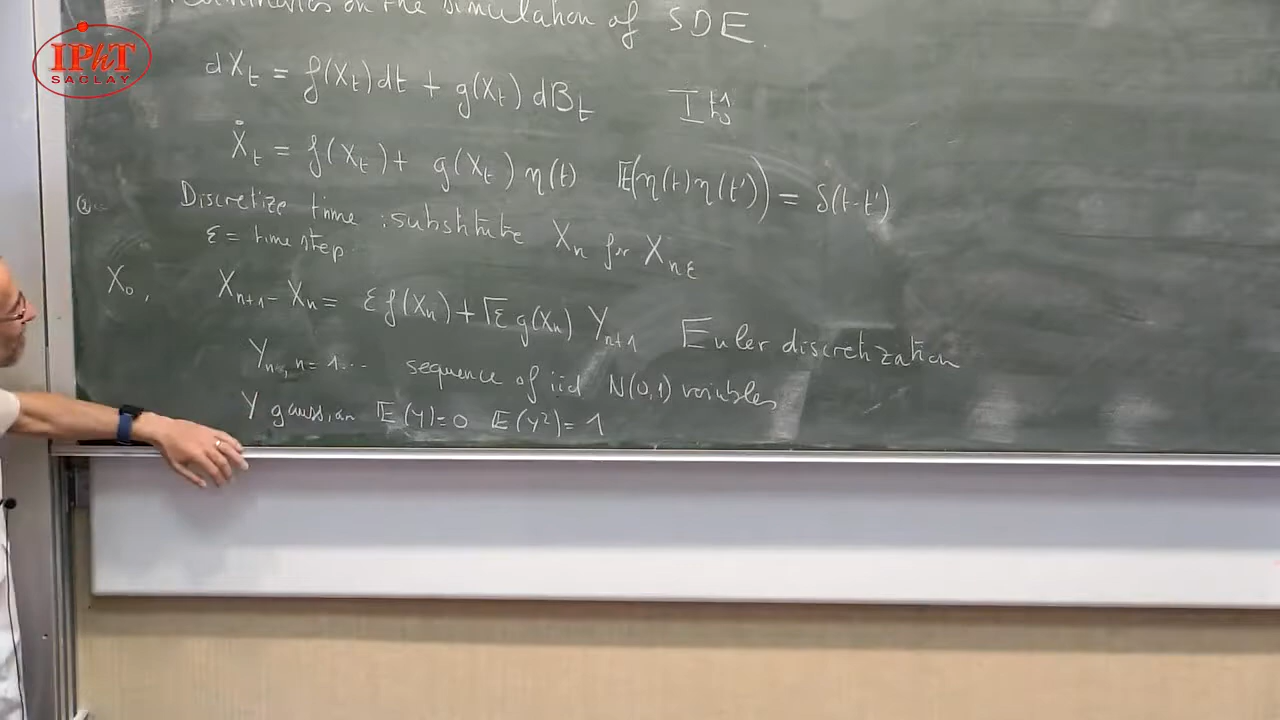 IPhT
SACLAY
on the simulation of SDE.
dX_t = f(X_t)dt + g(X_t) dB_t Itô
Ẋ_t = f(X_t) + g(X_t) η(t) 𝔼(η(t)η(t')) = δ(t-t')
Discretize time : substitute X_n for X_{nε}
ε = time step
X_0, X_{n+1} - X_n = ε f(X_n) + √ε g(X_n) Y_{n+1} Euler discretization
Y_n, n=1... sequence of iid N(0,1) variables
Y gaussian 𝔼(Y)=0 𝔼(Y²)=1